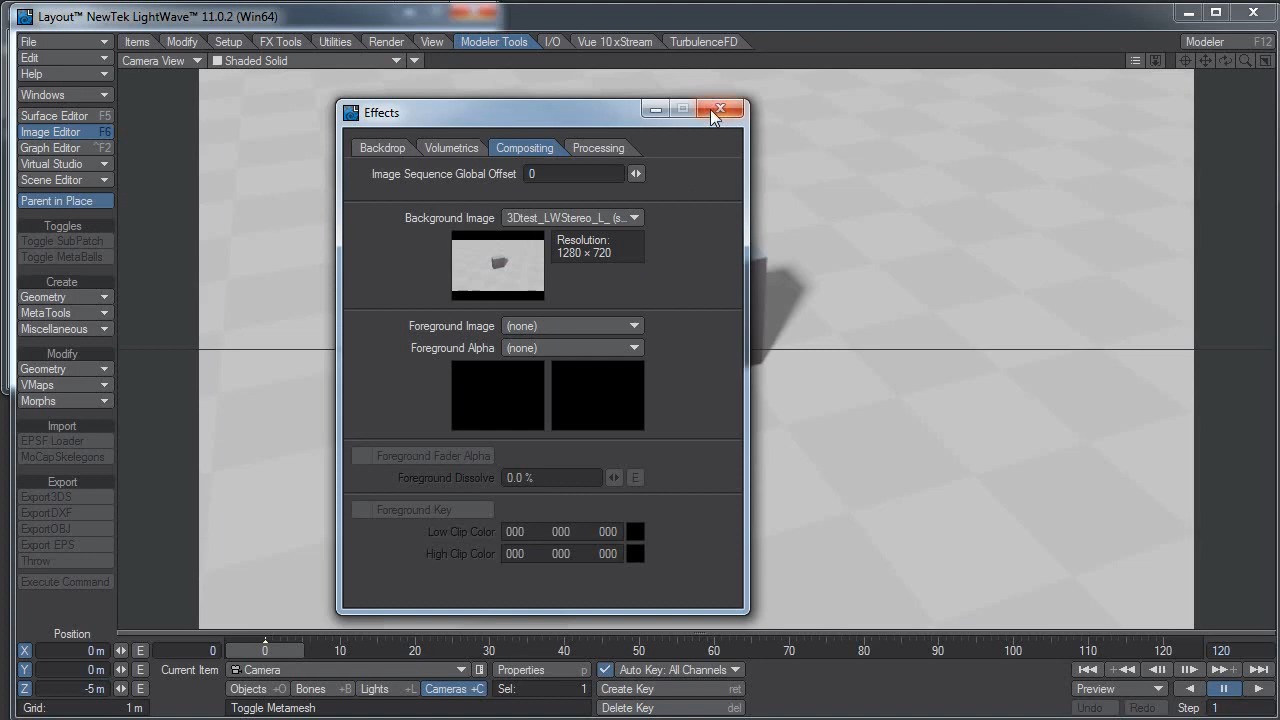 Layout™ NewTek LightWave™ 11.0.2 (Win64)
File Items Modify Setup FX Tools Utilities Render View Modeler Tools I/O Vue 10 xStream TurbulenceFD Modeler F12
Edit Camera View Shaded Solid
Help
Windows
Surface Editor F5
Image Editor F6
Graph Editor ^F2
Virtual Studio
Scene Editor
Parent in Place
Toggles
Toggle SubPatch
Toggle MetaBalls
Create
Geometry
MetaTools
Miscellaneous
Modify
Geometry
VMaps
Morphs
Import
EPSF Loader
MoCapSkelegons
Export
Export3DS
ExportDXF
ExportOBJ
Export EPS
Throw
Execute Command
Effects
Backdrop Volumetrics Compositing Processing
Image Sequence Global Offset 0
Background Image 3Dtest_LWStereo_L_ (s...
Resolution:
1280 × 720
Foreground Image (none)
Foreground Alpha (none)
Foreground Fader Alpha
Foreground Dissolve 0.0 % E
Foreground Key
Low Clip Color 000 000 000
High Clip Color 000 000 000
Position
X 0 m E 0 0 10 20 30 40 50 60 70 80 90 100 110 120 120
Y 0 m E Current Item Camera Properties p Auto Key: All Channels
Z -5 m E Objects +O Bones +B Lights +L Cameras +C Sel: 1 Create Key ret Preview
Grid: 1 m Toggle Metamesh Delete Key del Undo Redo Step 1